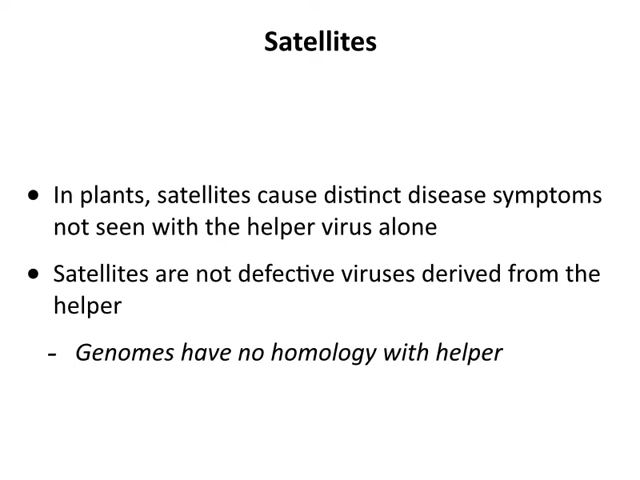 Satellites
• In plants, satellites cause distinct disease symptoms
not seen with the helper virus alone
• Satellites are not defective viruses derived from the
helper
- Genomes have no homology with helper